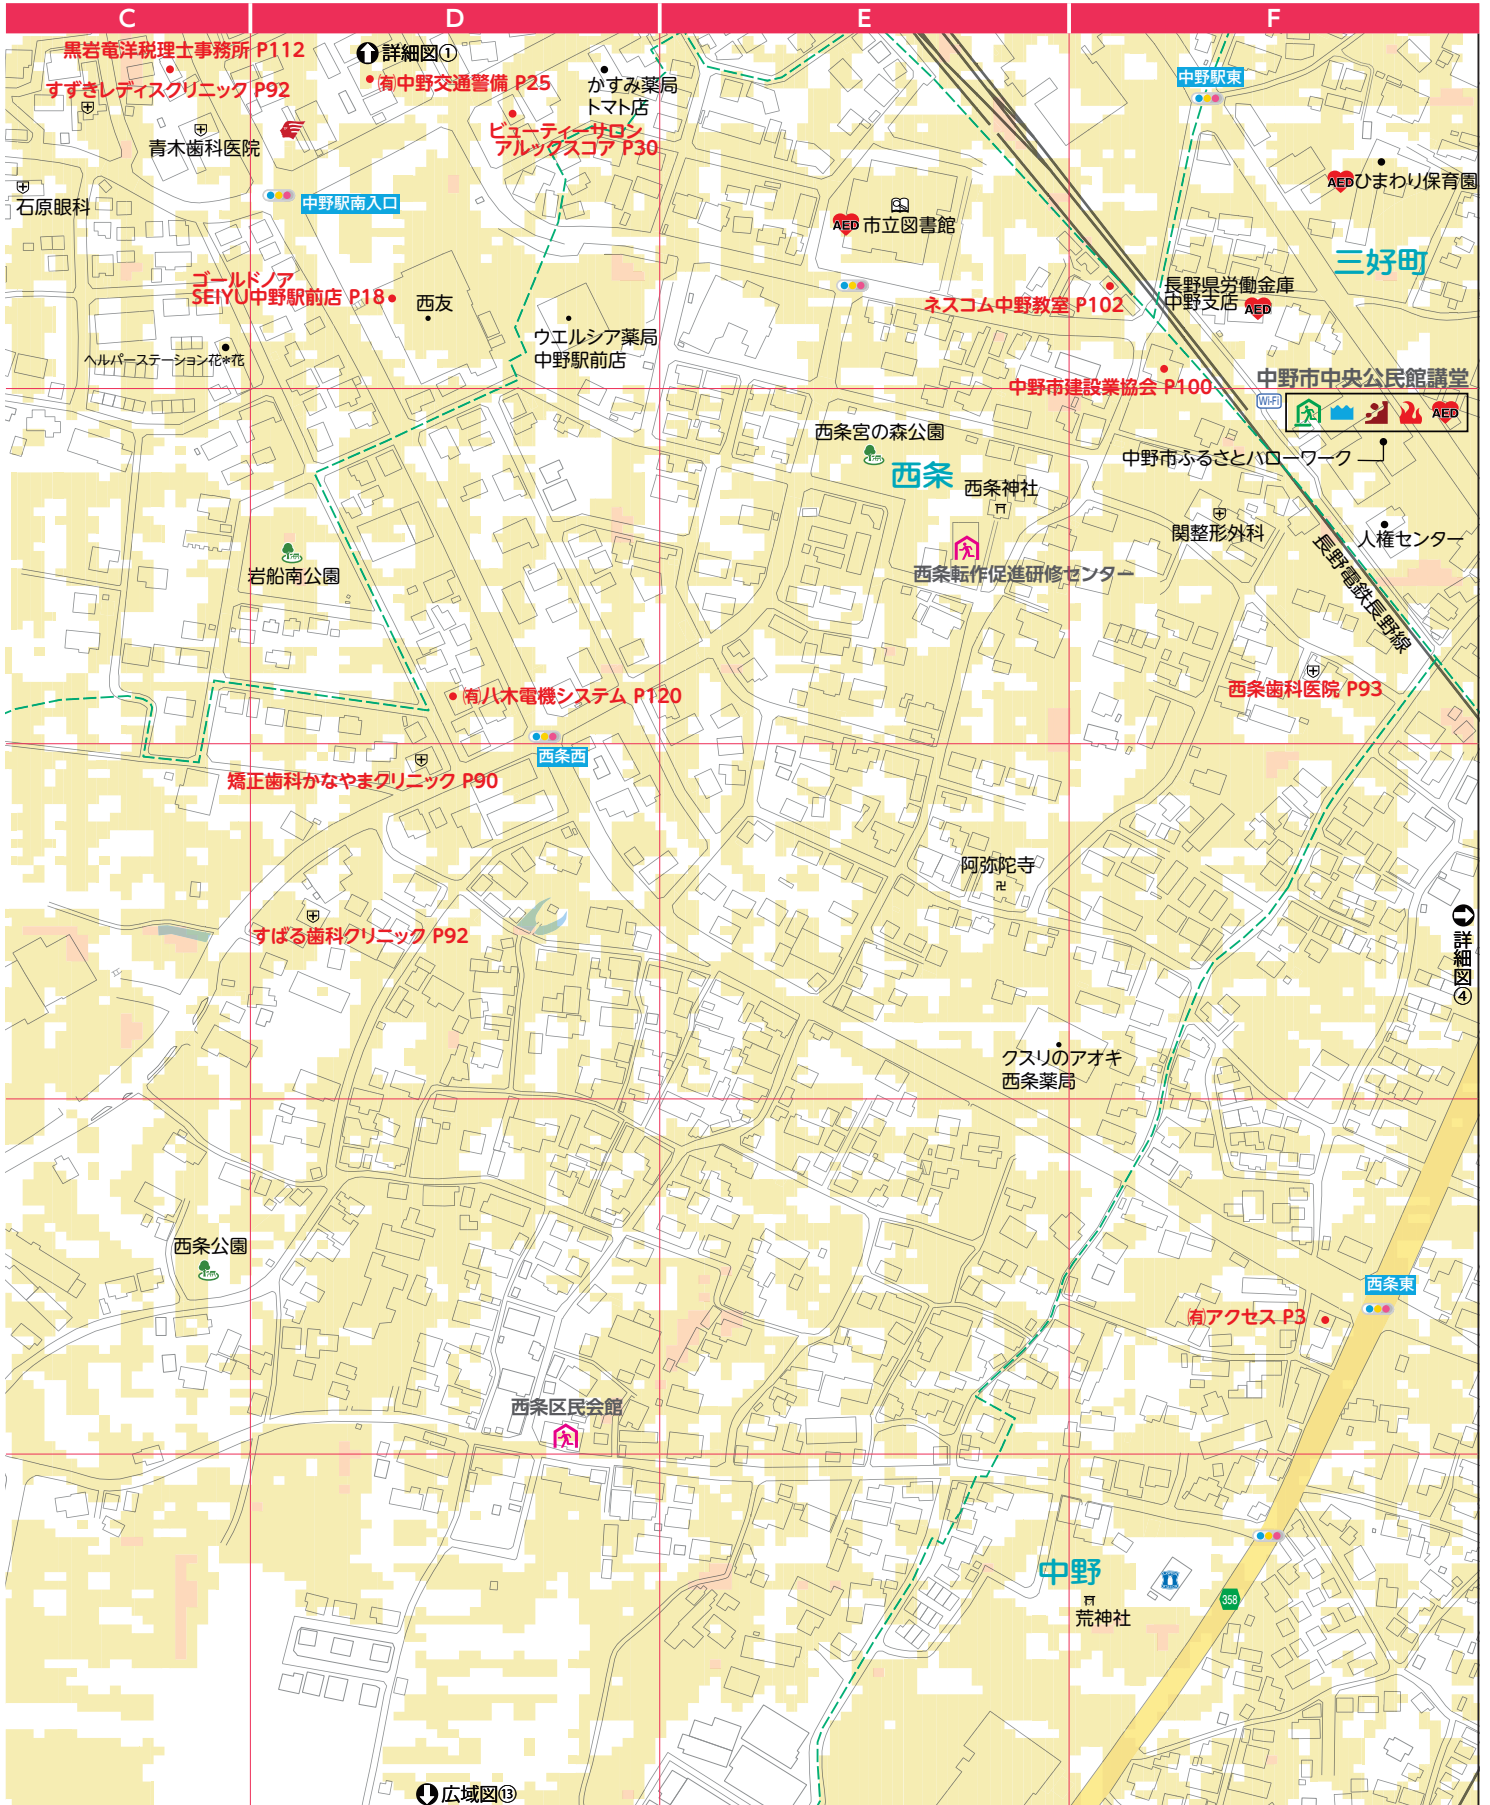 C
D
E
F
黒岩竜洋税理士事務所 P112
すずきレディスクリニック P92
青木歯科医院
石原眼科
詳細図①
㈲中野交通警備 P25
ビューティーサロン
アルックスコア P30
かすみ薬局
トマト店
中野駅南入口
中野駅東
AED ひまわり保育園
AED 市立図書館
三好町
ゴールドノア
SEIYU中野駅前店 P18
西友
ウエルシア薬局
中野駅前店
ヘルパーステーション花*花
ネスコム中野教室 P102
長野県労働金庫
中野支店 AED
中野市建設業協会 P100
中野市中央公民館講堂
Wi-Fi
AED
中野市ふるさとハローワーク
西条宮の森公園
西条
西条神社
関整形外科
人権センター
長野電鉄長野線
西条転作促進研修センター
岩船南公園
㈲八木電機システム P120
西条歯科医院 P93
西条西
矯正歯科かなやまクリニック P90
阿弥陀寺
すばる歯科クリニック P92
詳細図④
クスリのアオキ
西条薬局
西条公園
西条東
㈲アクセス P3
西条区民会館
中野
荒神社
358
広域図⑬